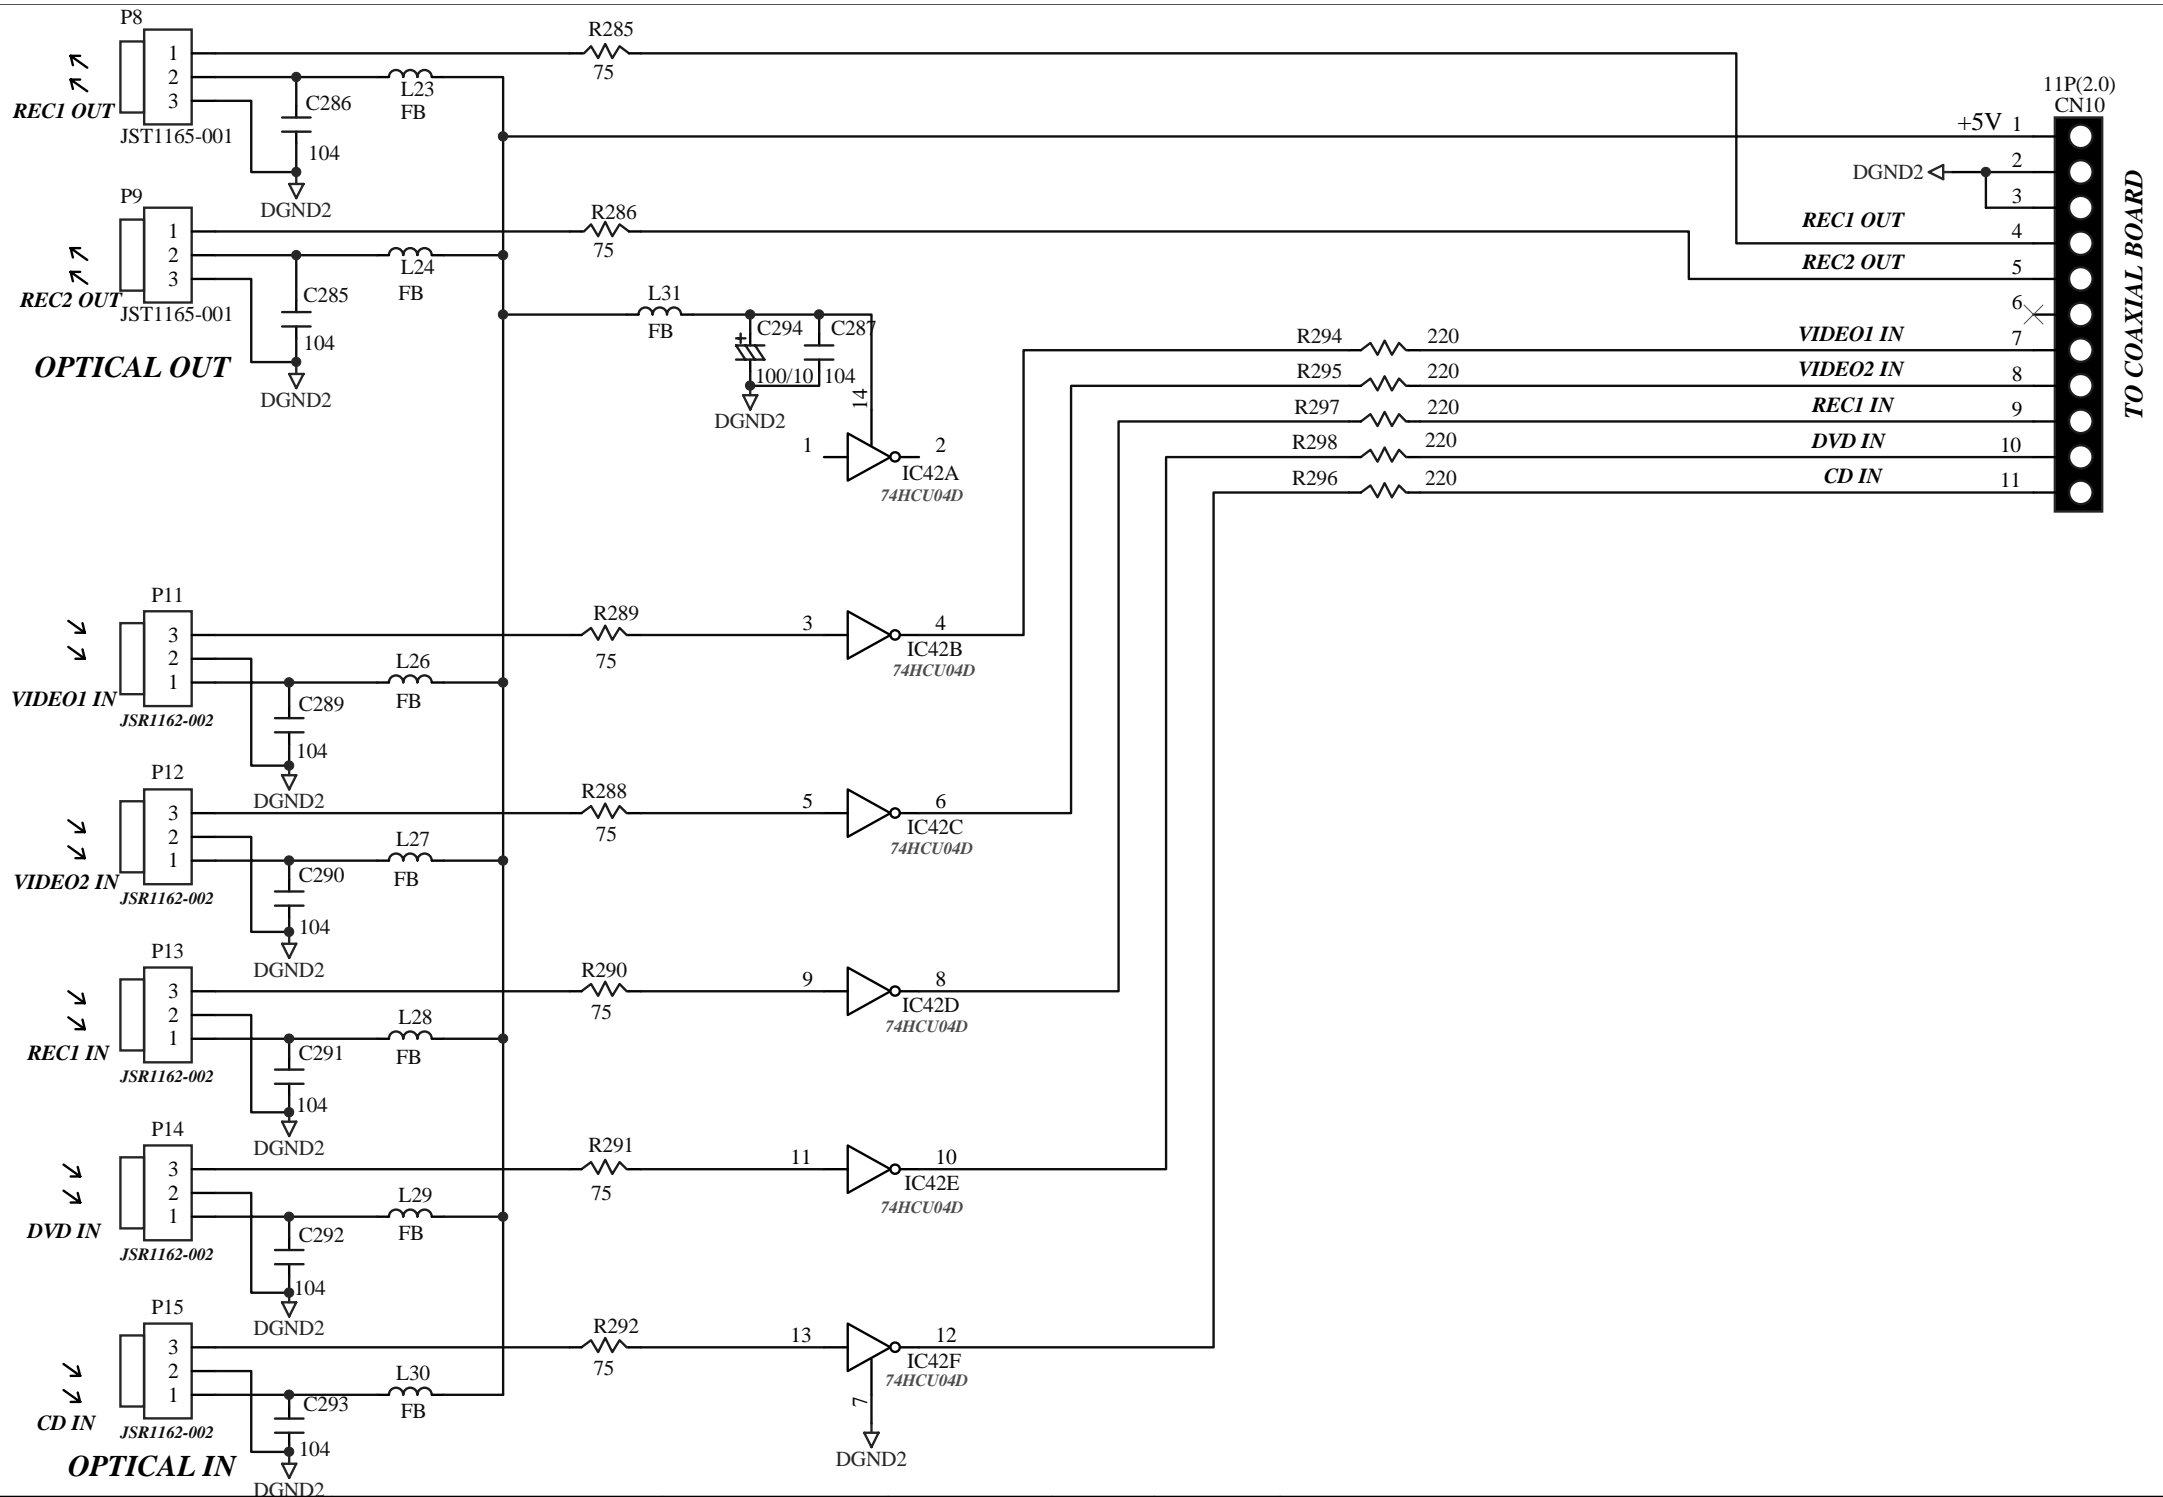 P8
1
2
3
REC1 OUT
JST1165-001
R285
75
L23
FB
C286
104
DGND2
P9
1
2
3
REC2 OUT
JST1165-001
R286
75
L24
FB
C285
104
DGND2
OPTICAL OUT
L31
FB
C294
+
100/10
C287
104
DGND2
14
1
2
IC42A
74HCU04D
11P(2.0)
CN10
+5V 1
DGND2
2
3
REC1 OUT 4
REC2 OUT 5
6
R294 220 VIDEO1 IN 7
R295 220 VIDEO2 IN 8
R297 220 REC1 IN 9
R298 220 DVD IN 10
R296 220 CD IN 11
TO COAXIAL BOARD
P11
3
2
1
VIDEO1 IN
JSR1162-002
R289
75
L26
FB
C289
104
DGND2
3
4
IC42B
74HCU04D
P12
3
2
1
VIDEO2 IN
JSR1162-002
R288
75
L27
FB
C290
104
DGND2
5
6
IC42C
74HCU04D
P13
3
2
1
REC1 IN
JSR1162-002
R290
75
L28
FB
C291
104
DGND2
9
8
IC42D
74HCU04D
P14
3
2
1
DVD IN
JSR1162-002
R291
75
L29
FB
C292
104
DGND2
11
10
IC42E
74HCU04D
P15
3
2
1
CD IN
JSR1162-002
R292
75
L30
FB
C293
104
DGND2
13
12
IC42F
74HCU04D
7
DGND2
OPTICAL IN